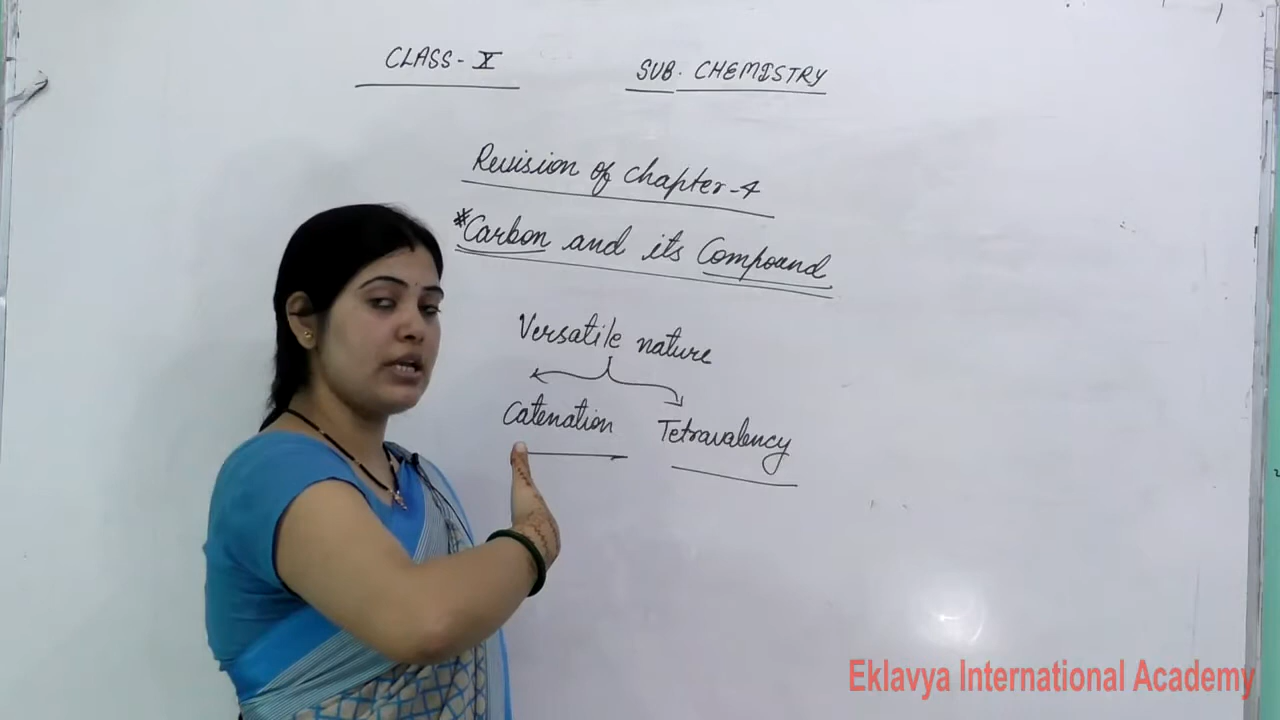 CLASS - X SUB. CHEMISTRY
Revision of chapter-4
*Carbon and its Compound
Versatile nature
Catenation Tetravalency
Eklavya International Academy